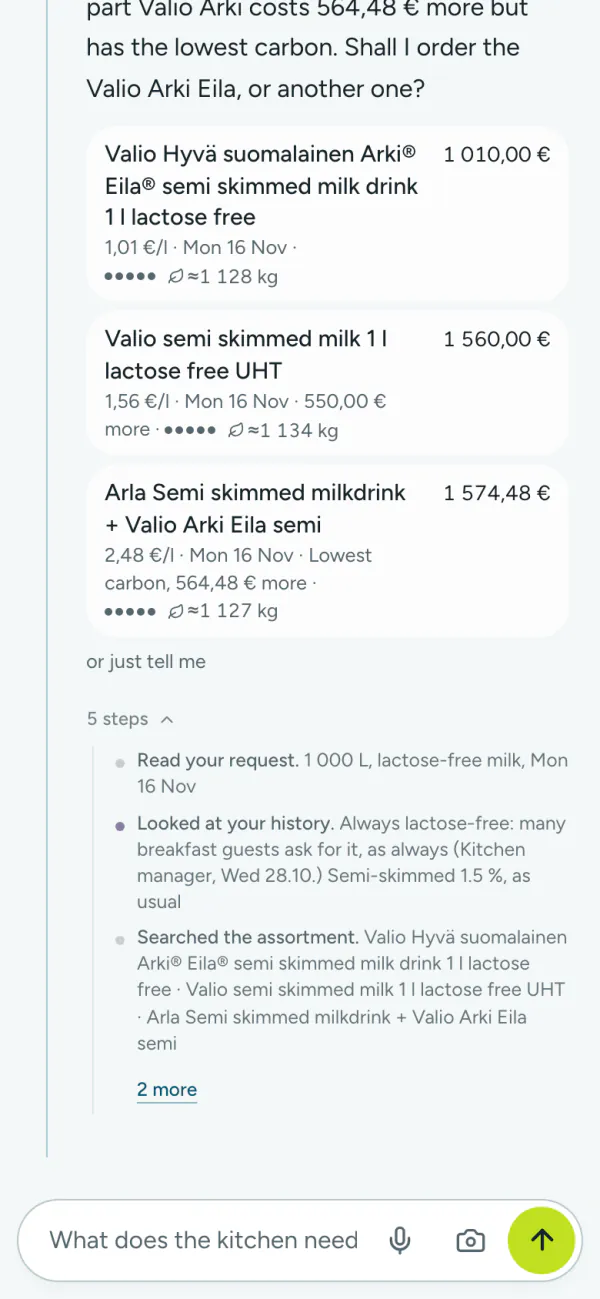 part Valio Arki costs 564,48 € more but
has the lowest carbon. Shall I order the
Valio Arki Eila, or another one?
Valio Hyvä suomalainen Arki® 1 010,00 €
Eila® semi skimmed milk drink
1 l lactose free
1,01 €/l · Mon 16 Nov ·
●●●●● ≈1 128 kg
Valio semi skimmed milk 1 l 1 560,00 €
lactose free UHT
1,56 €/l · Mon 16 Nov · 550,00 €
more · ●●●●● ≈1 134 kg
Arla Semi skimmed milkdrink 1 574,48 €
+ Valio Arki Eila semi
2,48 €/l · Mon 16 Nov · Lowest
carbon, 564,48 € more ·
●●●●● ≈1 127 kg
or just tell me
5 steps
Read your request. 1 000 L, lactose-free milk, Mon
16 Nov
Looked at your history. Always lactose-free: many
breakfast guests ask for it, as always (Kitchen
manager, Wed 28.10.) Semi-skimmed 1.5 %, as
usual
Searched the assortment. Valio Hyvä suomalainen
Arki® Eila® semi skimmed milk drink 1 l lactose
free · Valio semi skimmed milk 1 l lactose free UHT
· Arla Semi skimmed milkdrink + Valio Arki Eila
semi
2 more
What does the kitchen need